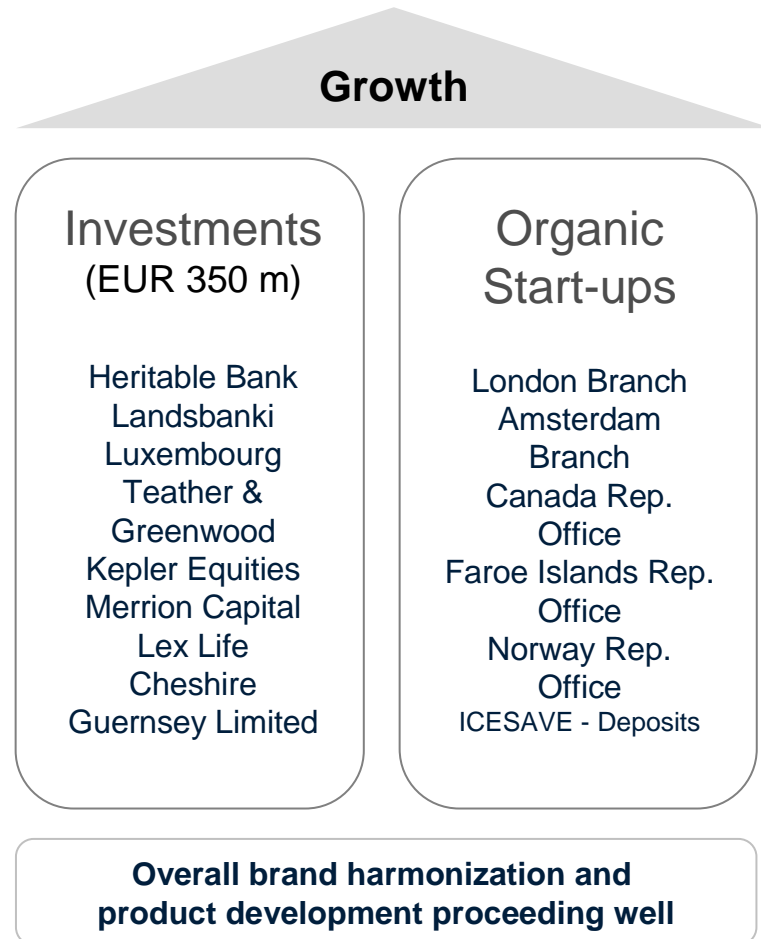 Growth
Investments
(EUR 350 m)
Heritable Bank
Landsbanki
Luxembourg
Teather &
Greenwood
Kepler Equities
Merrion Capital
Lex Life
Cheshire
Guernsey Limited
Organic
Start-ups
London Branch
Amsterdam
Branch
Canada Rep.
Office
Faroe Islands Rep.
Office
Norway Rep.
Office
ICESAVE - Deposits
Overall brand harmonization and
product development proceeding well